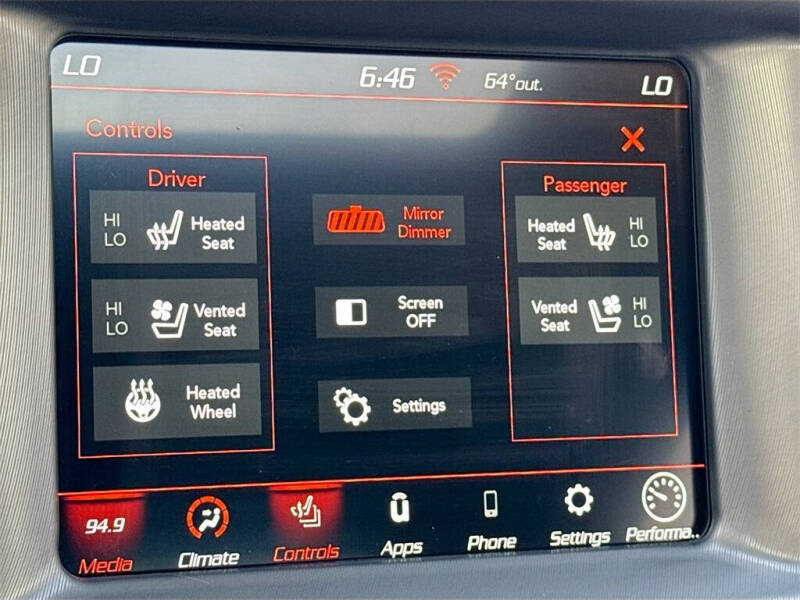 LO 6:46 64°out. LO
Controls
Driver
HI
LO
Heated
Seat
HI
LO
Vented
Seat
Heated
Wheel
Mirror
Dimmer
Screen
OFF
Settings
Passenger
Heated
Seat
HI
LO
Vented
Seat
HI
LO
94.9
Media Climate Controls Apps Phone Settings Performa..